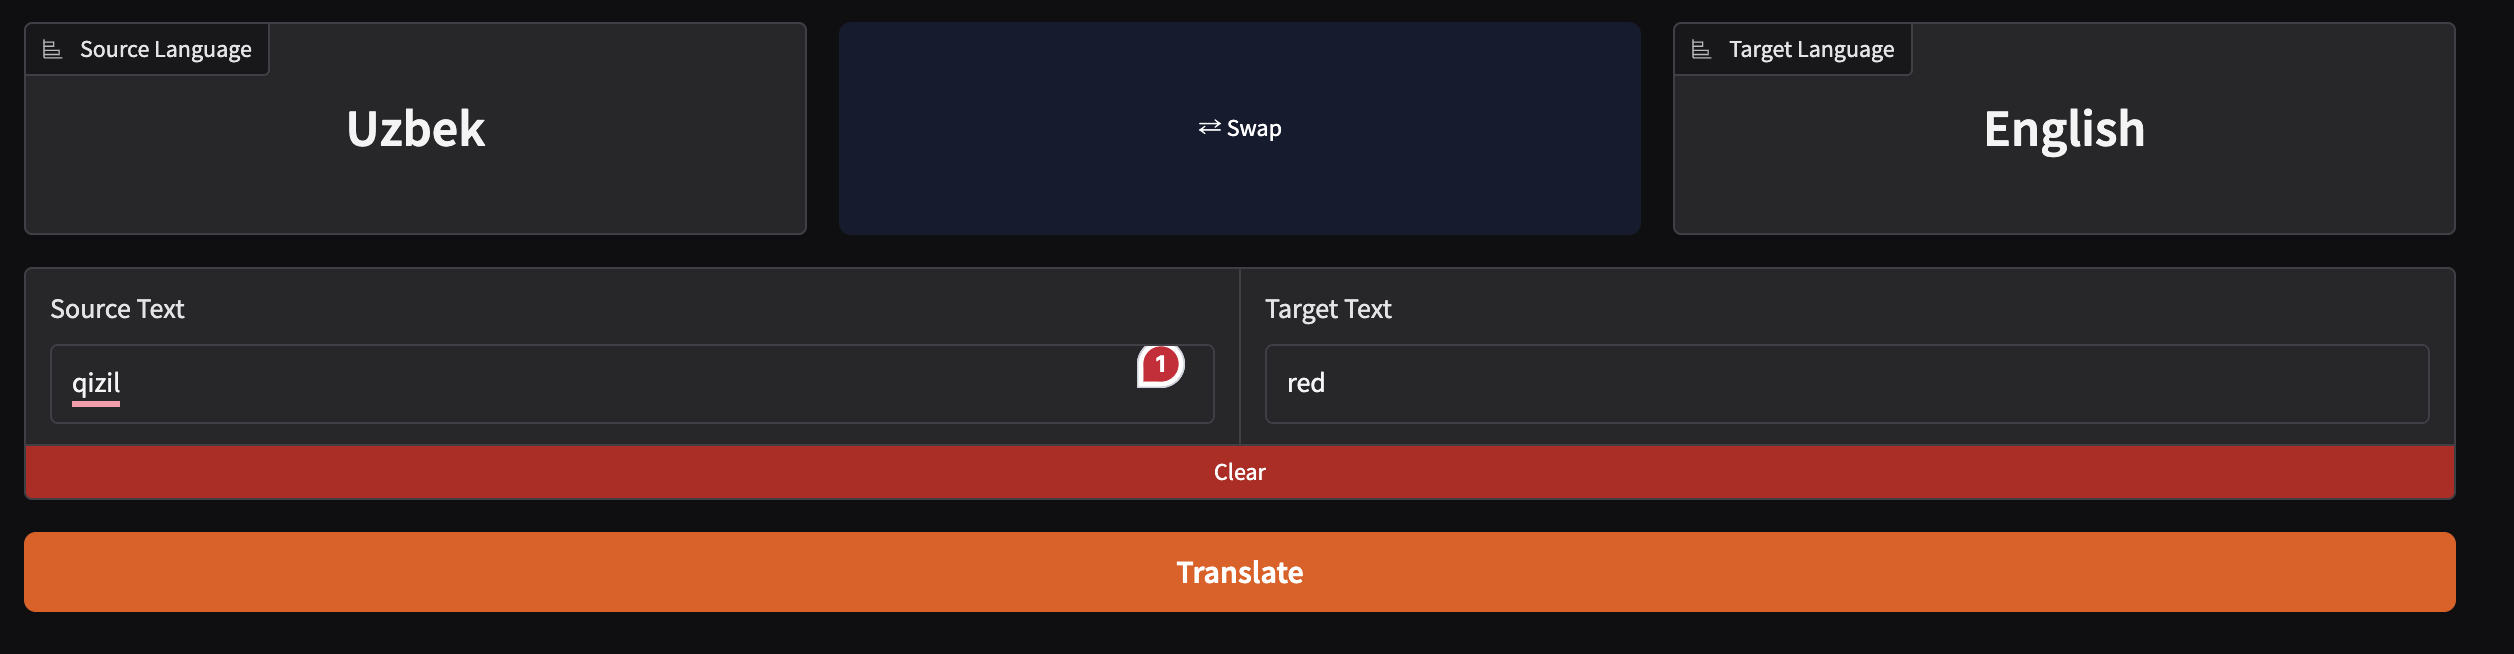 Source Language
Uzbek
⇄ Swap
Target Language
English
Source Text
qizil
1
Target Text
red
Clear
Translate